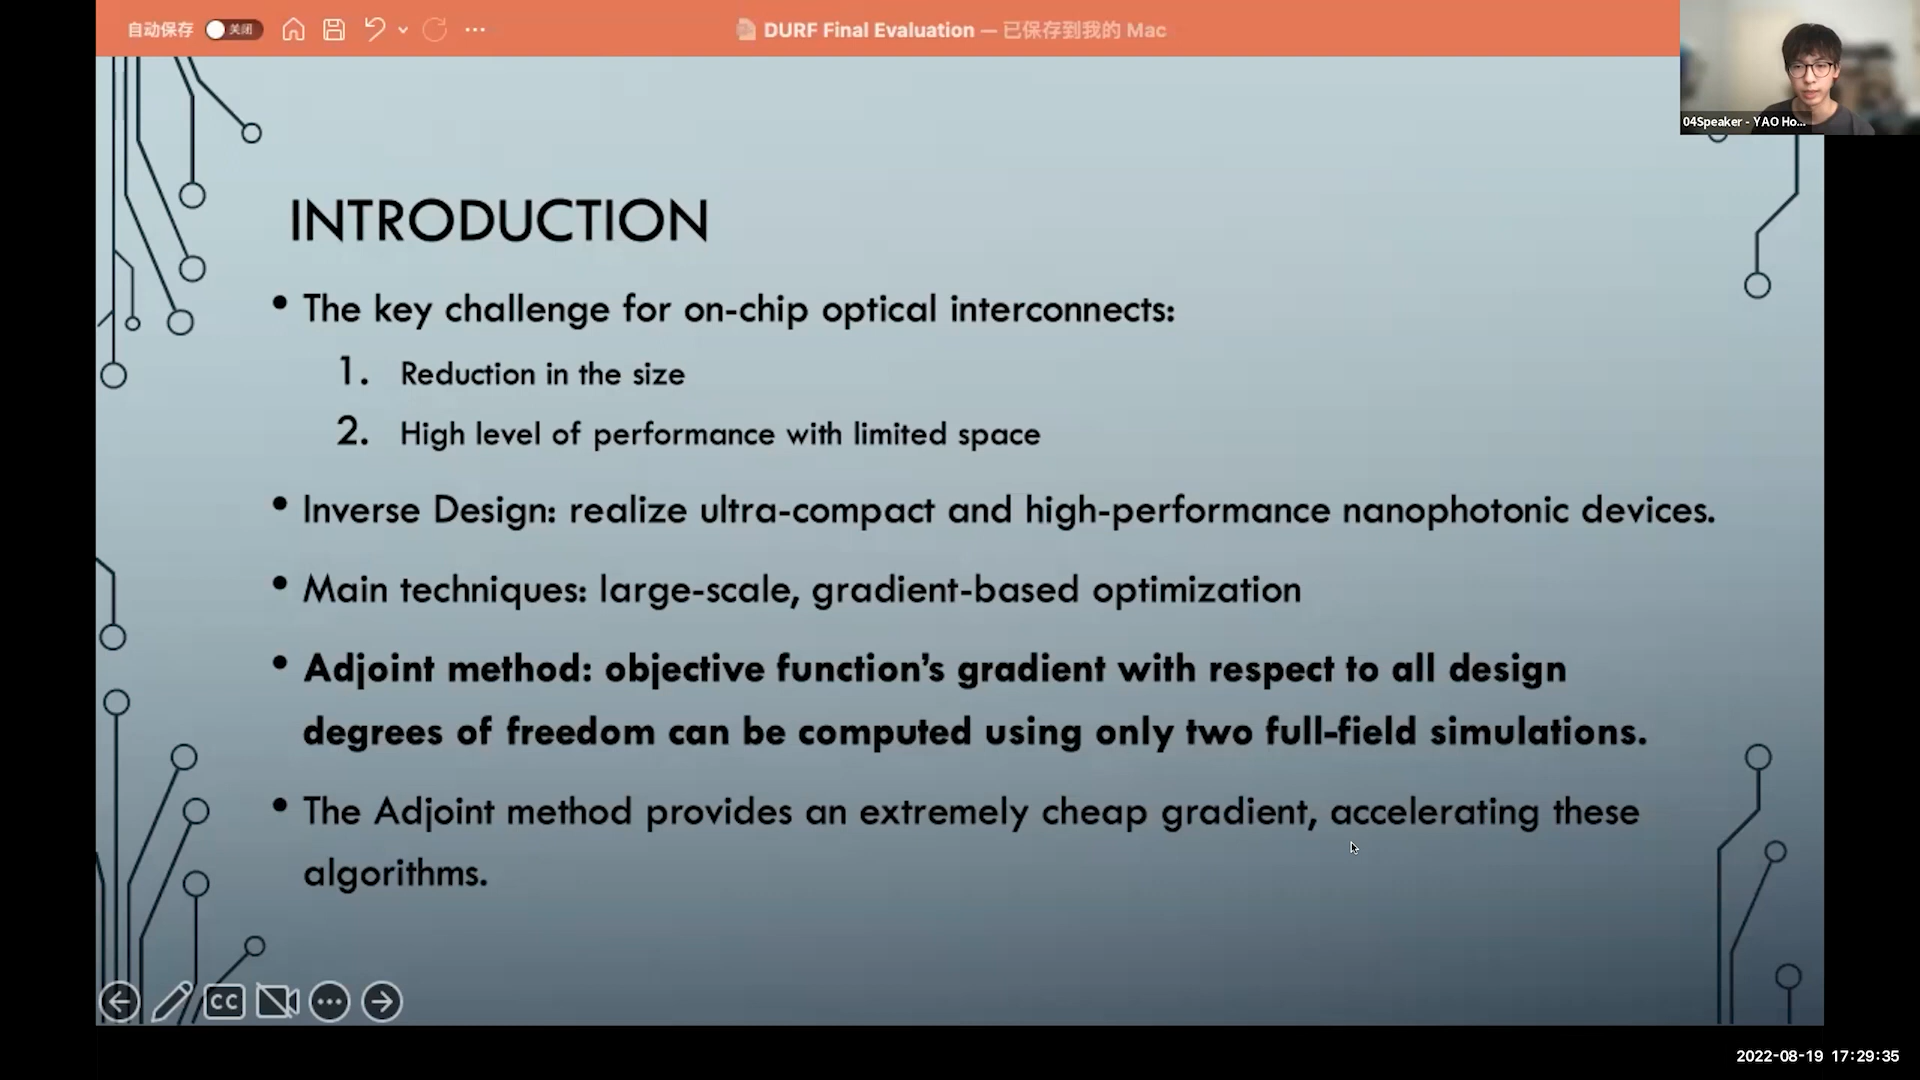 自动保存 关闭
DURF Final Evaluation — 已保存到我的 Mac
04Speaker - YAO Ho...
INTRODUCTION
• The key challenge for on-chip optical interconnects:
1. Reduction in the size
2. High level of performance with limited space
• Inverse Design: realize ultra-compact and high-performance nanophotonic devices.
• Main techniques: large-scale, gradient-based optimization
• Adjoint method: objective function’s gradient with respect to all design
degrees of freedom can be computed using only two full-field simulations.
• The Adjoint method provides an extremely cheap gradient, accelerating these
algorithms.
CC
2022-08-19 17:29:35